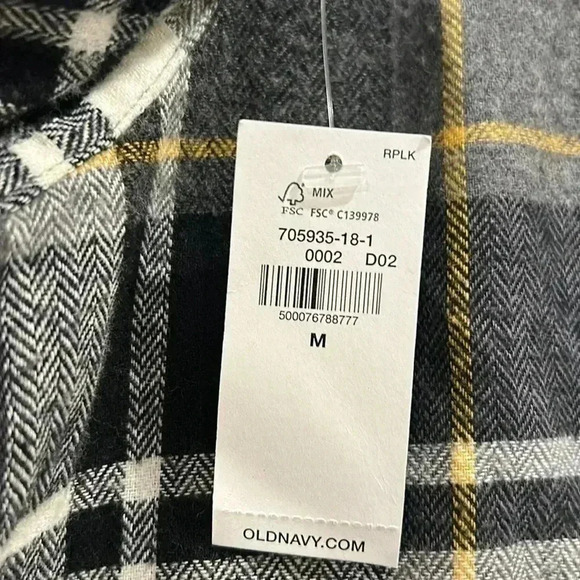 RPLK
MIX
FSC FSC® C139978
705935-18-1
0002 D02
500076788777
M
OLDNAVY.COM